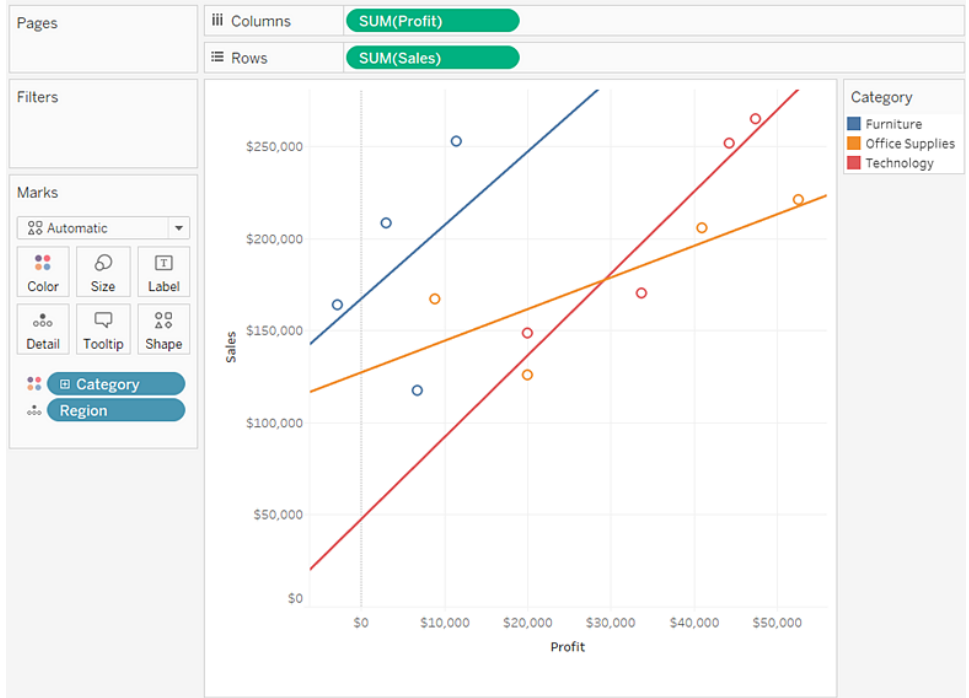 Pages
Columns SUM(Profit)
Rows SUM(Sales)
Filters
Marks
Automatic
Color Size Label
Detail Tooltip Shape
Category
Region
Sales
$250,000
$200,000
$150,000
$100,000
$50,000
$0
$0 $10,000 $20,000 $30,000 $40,000 $50,000
Profit
Category
Furniture
Office Supplies
Technology